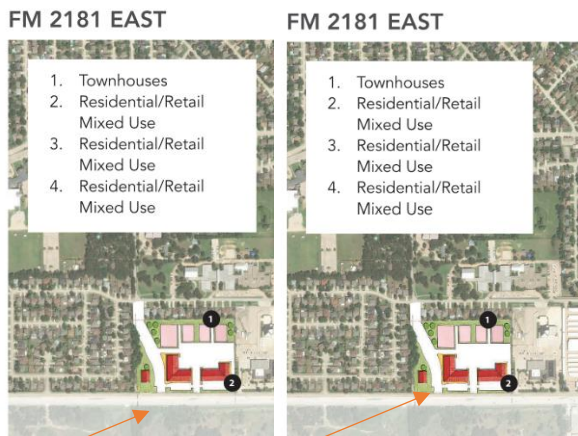 FM 2181 EAST
1. Townhouses
2. Residential/Retail
Mixed Use
3. Residential/Retail
Mixed Use
4. Residential/Retail
Mixed Use
1
2
FM 2181 EAST
1. Townhouses
2. Residential/Retail
Mixed Use
3. Residential/Retail
Mixed Use
4. Residential/Retail
Mixed Use
1
2